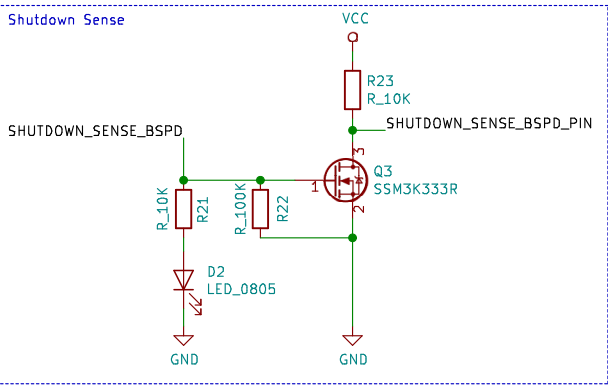 Shutdown Sense
VCC
R23
R_10K
SHUTDOWN_SENSE_BSPD
SHUTDOWN_SENSE_BSPD_PIN
3
Q3
SSM3K333R
1
2
R_10K
R21
R_100K
R22
D2
LED_0805
GND
GND